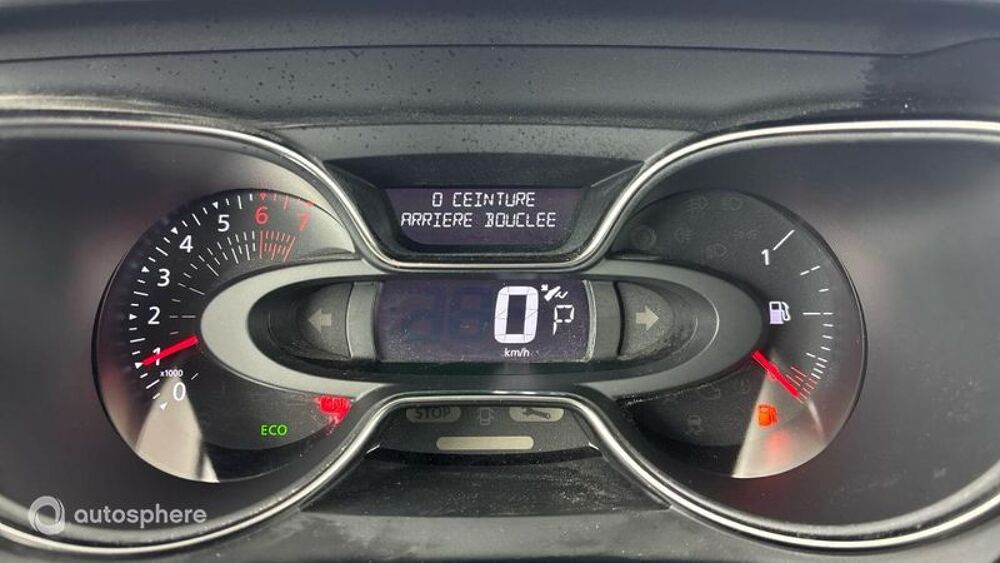 0 CEINTURE
ARRIERE BOUCLEE
0
1
2
3
4
5
6
7
x1000
ECO
0
P
km/h
1
STOP
autosphere